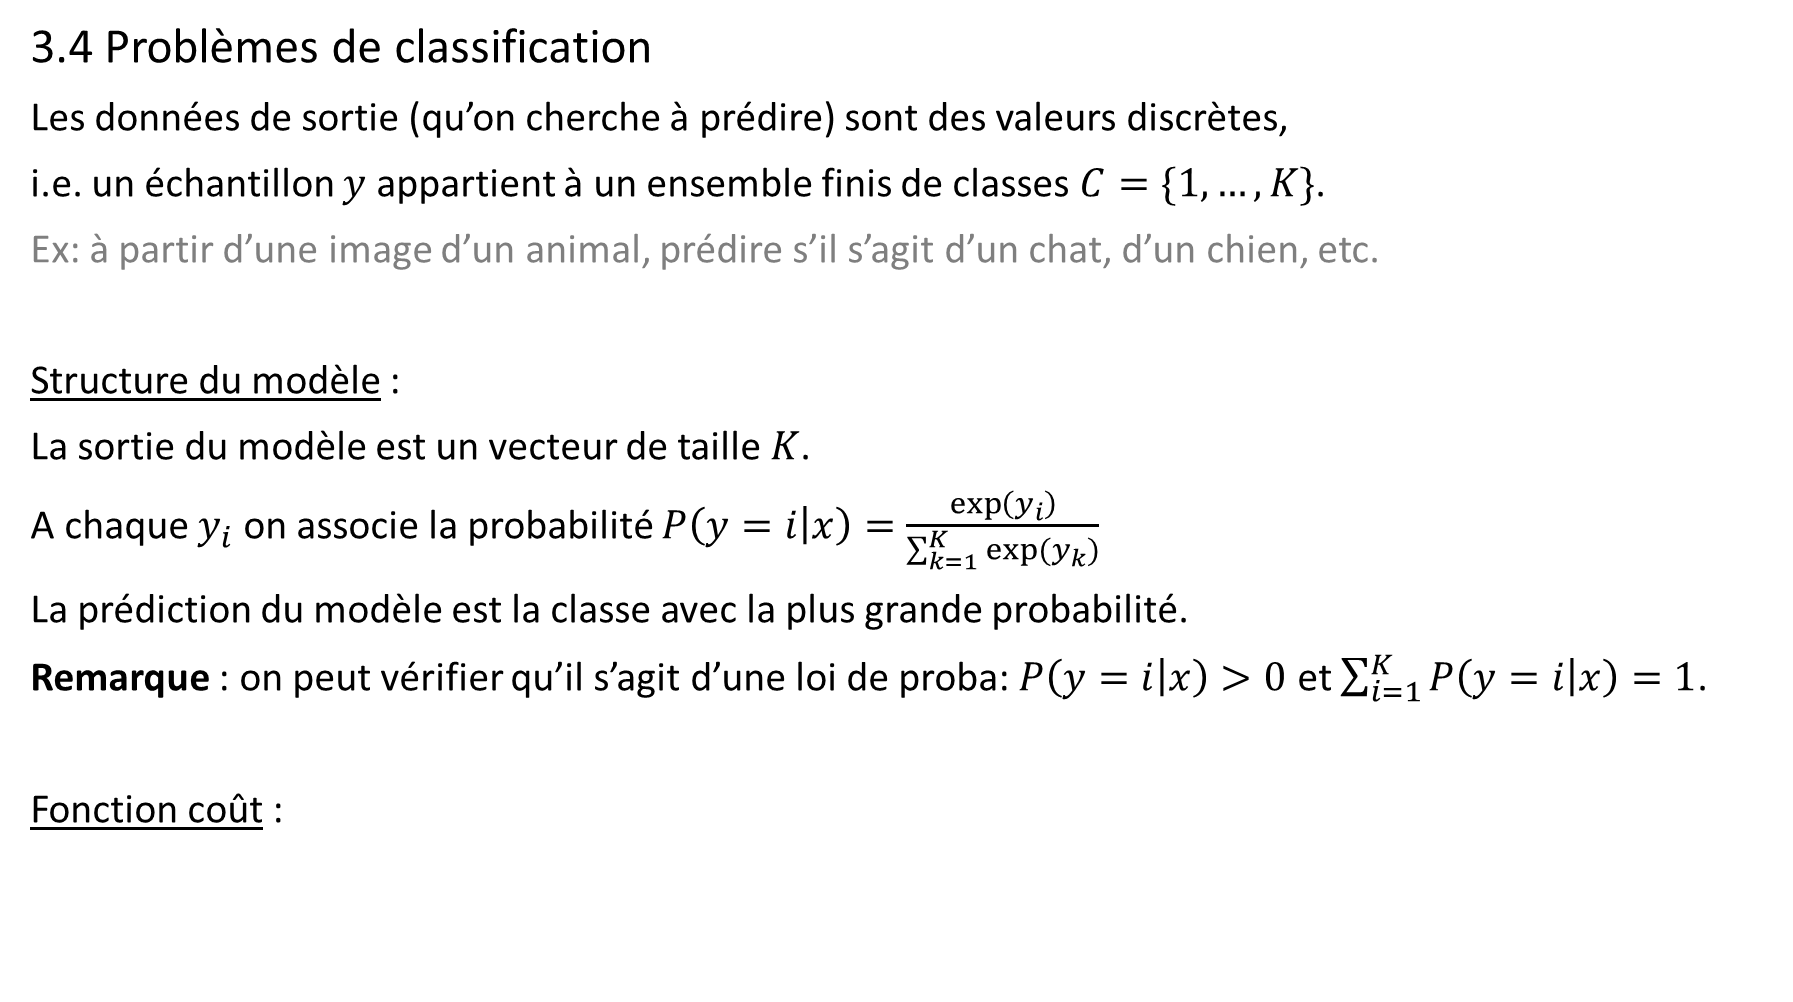 3.4 Problèmes de classification
Les données de sortie (qu’on cherche à prédire) sont des valeurs discrètes,
i.e. un échantillon 𝑦 appartient à un ensemble finis de classes 𝐶 = {1, … , 𝐾}.
Ex: à partir d’une image d’un animal, prédire s’il s’agit d’un chat, d’un chien, etc.
Structure du modèle :
La sortie du modèle est un vecteur de taille 𝐾.
A chaque 𝑦ᵢ on associe la probabilité 𝑃(𝑦 = 𝑖|𝑥) = exp(𝑦ᵢ) / ∑_{𝑘=1}^{𝐾} exp(𝑦ₖ)
La prédiction du modèle est la classe avec la plus grande probabilité.
Remarque : on peut vérifier qu’il s’agit d’une loi de proba: 𝑃(𝑦 = 𝑖|𝑥) > 0 et ∑_{𝑖=1}^{𝐾} 𝑃(𝑦 = 𝑖|𝑥) = 1.
Fonction coût :